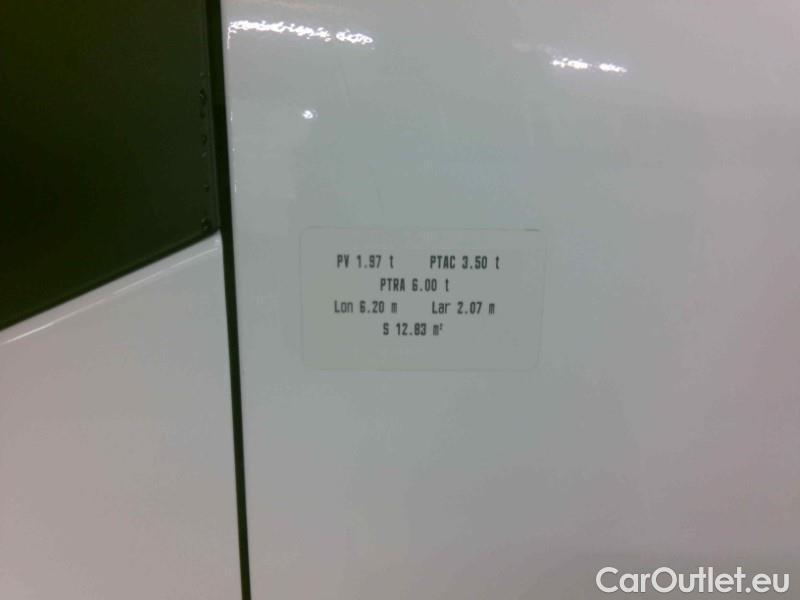 PV 1.97 t PTAC 3.50 t
PTRA 6.00 t
Lon 6.20 m Lar 2.07 m
S 12.83 m²
CarOutlet.eu